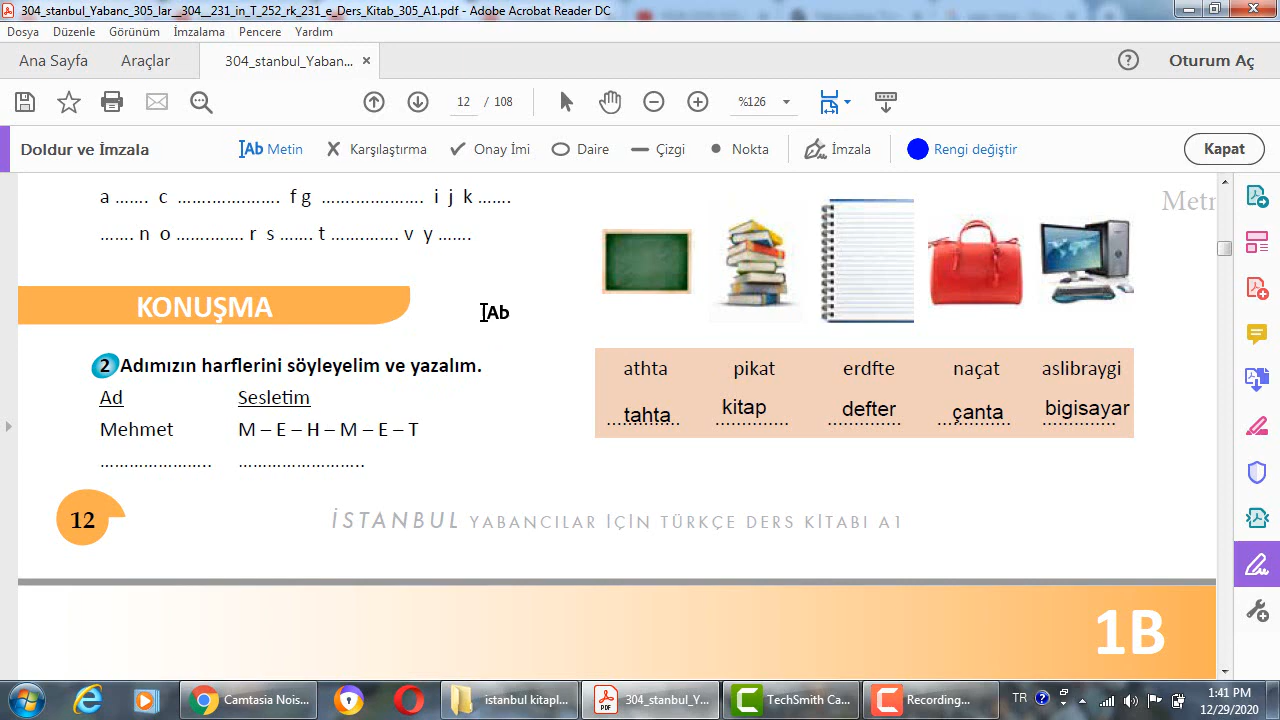 304_stanbul_Yabanc_305_lar__304__231_in_T_252_rk_231_e_Ders_Kitab_305_A1.pdf - Adobe Acrobat Reader DC
Dosya Düzenle Görünüm İmzalama Pencere Yardım
Ana Sayfa Araçlar 304_stanbul_Yaban... × Oturum Aç
12 / 108 %126
Doldur ve İmzala Ab Metin Karşılaştırma Onay İmi Daire Çizgi Nokta İmzala Rengi değiştir Kapat
a ....... c ..................... f g ..................... i j k .......
....... n o .............. r s ....... t .............. v y .......
Metr
KONUŞMA
Ab
2 Adımızın harflerini söyleyelim ve yazalım.
Ad Sesletim
Mehmet M – E – H – M – E – T
....................... ..........................
athta pikat erdfte naçat aslibraygi
tahta kitap defter çanta bigisayar
12 İSTANBUL YABANCILAR İÇİN TÜRKÇE DERS KİTABI A1
1B
Camtasia Nois... istanbul kitapl... 304_stanbul_Y... TechSmith Ca... Recording... TR 1:41 PM
12/29/2020